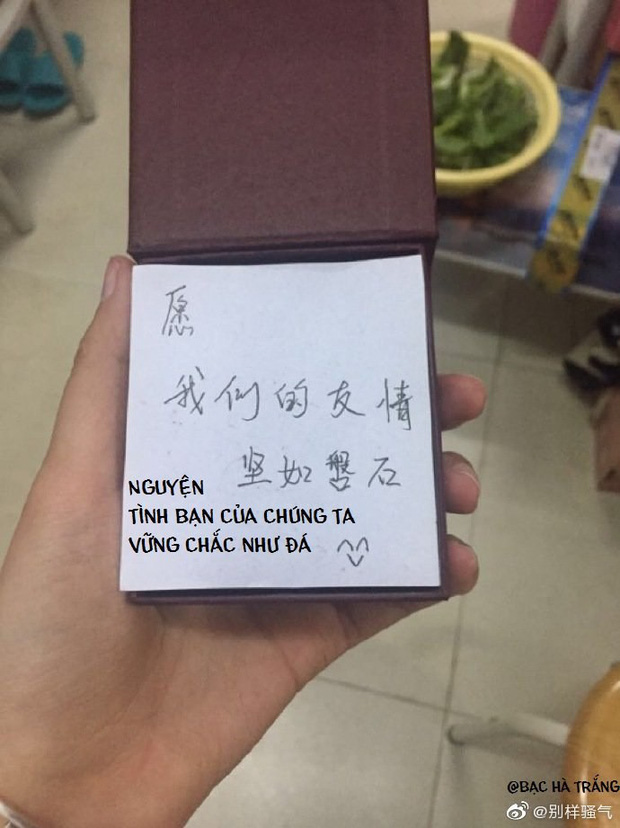 愿
我们的友情
坚如磐石
NGUYỆN
TÌNH BẠN CỦA CHÚNG TA
VỮNG CHẮC NHƯ ĐÁ
@BẠC HÀ TRẮNG
@别样骚气